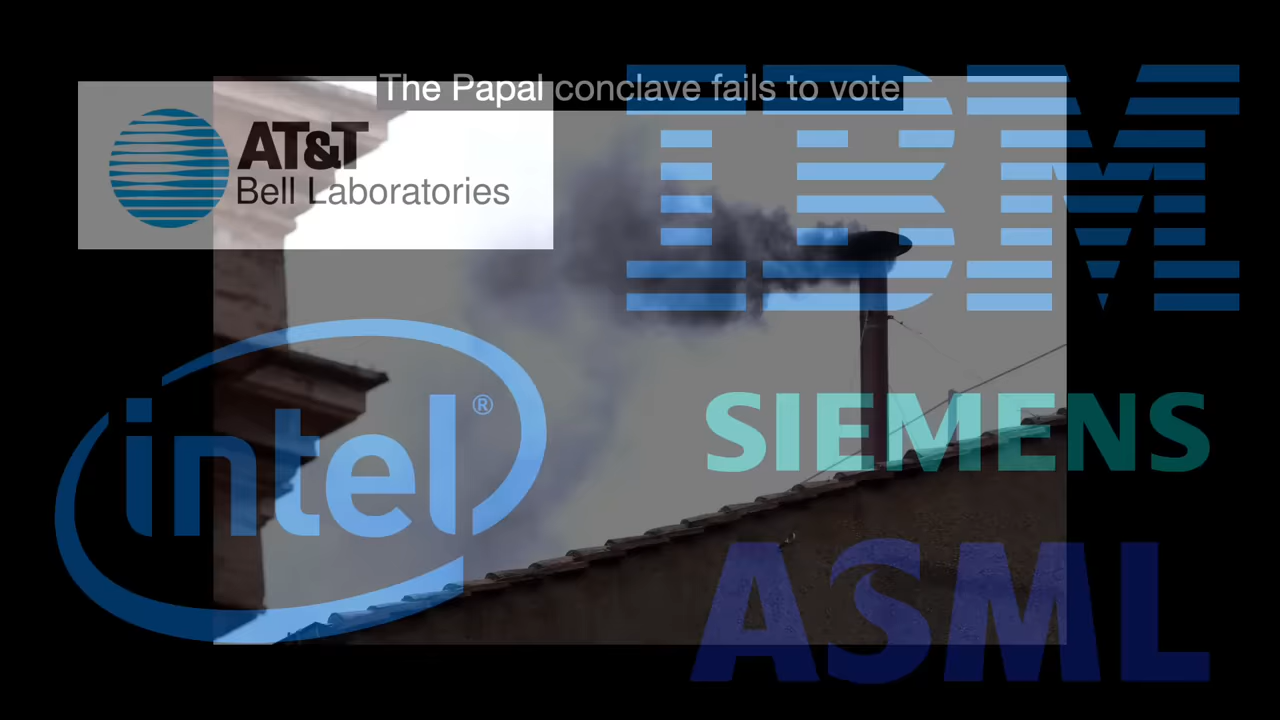 The Papal conclave fails to vote
AT&T
Bell Laboratories
IBM
intel®
SIEMENS
ASML